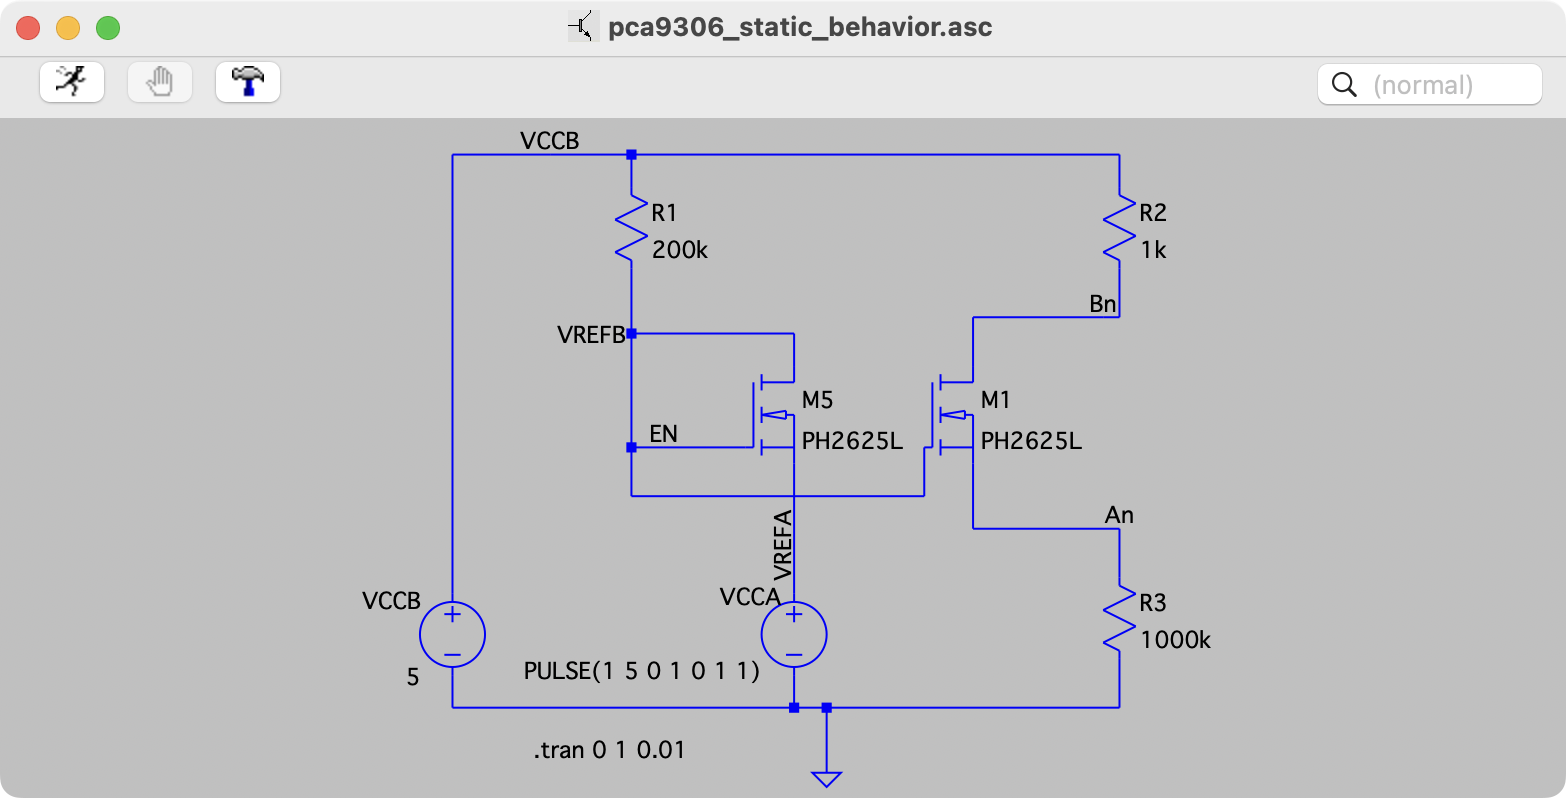 pca9306_static_behavior.asc
(normal)
VCCB
R1
200k
R2
1k
Bn
VREFB
M5
PH2625L
M1
PH2625L
EN
An
VREFA
VCCB
5
VCCA
PULSE(1 5 0 1 0 1 1)
R3
1000k
.tran 0 1 0.01